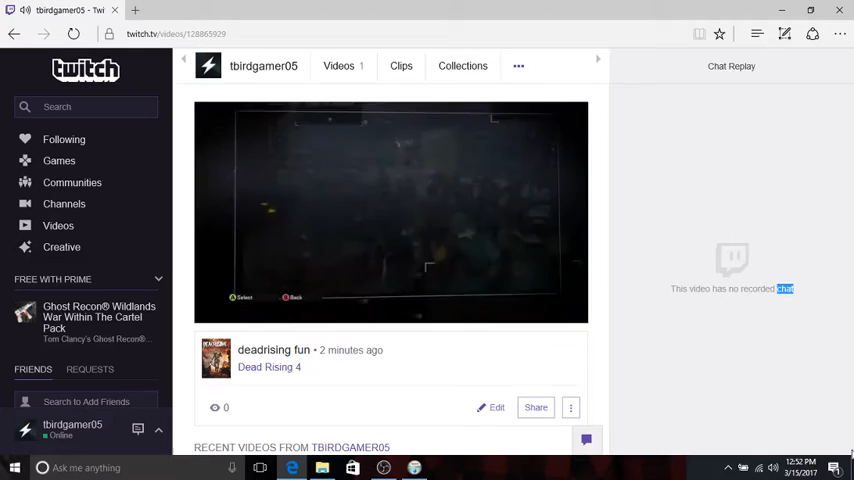 tbirdgamer05 - Twi
twitch.tv/videos/128865929
twitch
Search
Following
Games
Communities
Channels
Videos
Creative
FREE WITH PRIME
Ghost Recon® Wildlands
War Within The Cartel
Pack
Tom Clancy's Ghost Recon®...
FRIENDS REQUESTS
Search to Add Friends
tbirdgamer05
Online
tbirdgamer05 Videos 1 Clips Collections
A Select B Back
DEADRISING
deadrising fun • 2 minutes ago
Dead Rising 4
0
Edit Share
RECENT VIDEOS FROM TBIRDGAMER05
Chat Replay
This video has no recorded chat
Ask me anything
12:52 PM
3/15/2017
1